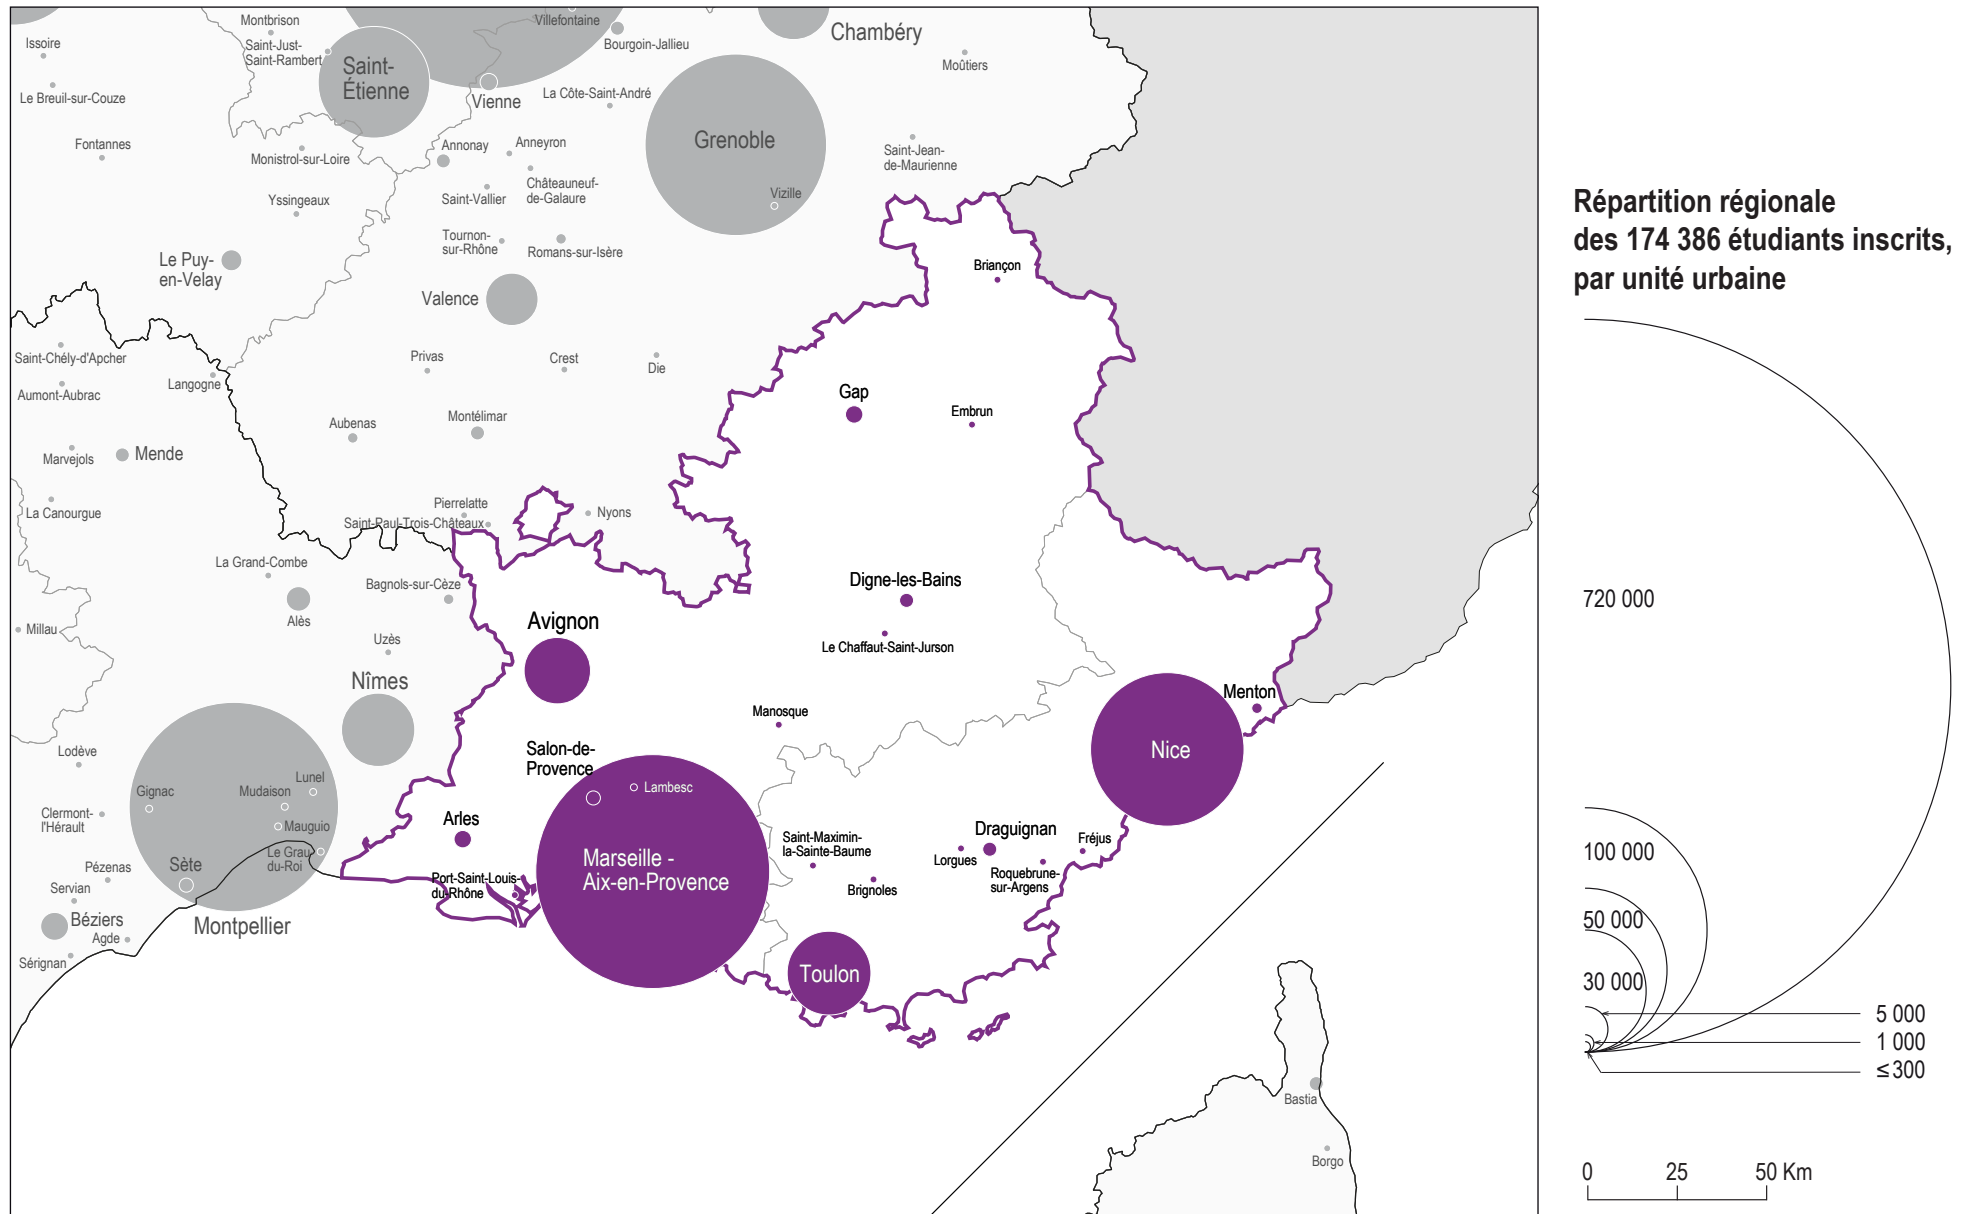 Montbrison
Villefontaine
Issoire
Saint-Just-
Saint-Rambert
Bourgoin-Jallieu
Chambéry
Moûtiers
Saint-
Étienne
Le Breuil-sur-Couze
Vienne
La Côte-Saint-André
Fontannes
Monistrol-sur-Loire
Annonay
Anneyron
Grenoble
Saint-Jean-
de-Maurienne
Yssingeaux
Saint-Vallier
Châteauneuf-
de-Galaure
Vizille
Tournon-
sur-Rhône
Romans-sur-Isère
Le Puy-
en-Velay
Briançon
Valence
Saint-Chély-d'Apcher
Privas
Crest
Die
Aumont-Aubrac
Langogne
Gap
Embrun
Aubenas
Montélimar
Marvejols
Mende
La Canourgue
Pierrelatte
Saint-Paul-Trois-Châteaux
Nyons
La Grand-Combe
Bagnols-sur-Cèze
Digne-les-Bains
Alès
Avignon
Millau
Uzès
Le Chaffaut-Saint-Jurson
Nîmes
Menton
Manosque
Nice
Lodève
Salon-de-
Provence
Lambesc
Gignac
Mudaison
Lunel
Clermont-
l'Hérault
Mauguio
Arles
Saint-Maximin-
la-Sainte-Baume
Draguignan
Fréjus
Lorgues
Pézenas
Sète
Le Grau-
du-Roi
Marseille -
Aix-en-Provence
Roquebrune-
sur-Argens
Servian
Port-Saint-Louis-
du-Rhône
Brignoles
Béziers
Montpellier
Agde
Sérignan
Toulon
Bastia
Borgo
Répartition régionale
des 174 386 étudiants inscrits,
par unité urbaine
720 000
100 000
50 000
30 000
5 000
1 000
≤ 300
0 25 50 Km